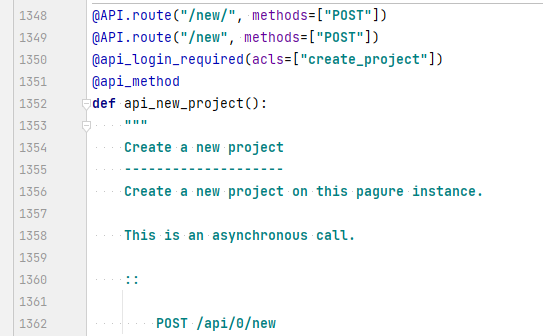 1348 @API.route("/new/", methods=["POST"])
1349 @API.route("/new", methods=["POST"])
1350 @api_login_required(acls=["create_project"])
1351 @api_method
1352 def api_new_project():
1353     """
1354     Create a new project
1355     --------------------
1356     Create a new project on this pagure instance.
1357
1358     This is an asynchronous call.
1359
1360     ::
1361
1362         POST /api/0/new